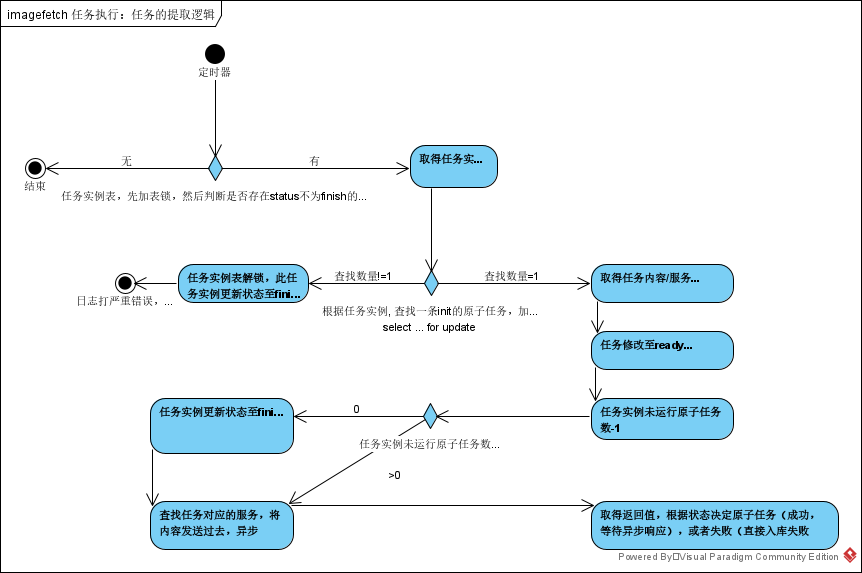 imagefetch 任务执行：任务的提取逻辑
定时器
无
有
取得任务实...
结束
任务实例表，先加表锁，然后判断是否存在status不为finish的...
任务实例表解锁，此任
务实例更新状态至fini...
查找数量!=1
查找数量=1
取得任务内容/服务...
日志打严重错误，...
根据任务实例, 查找一条init的原子任务，加...
select ... for update
任务修改至ready...
任务实例更新状态至fini...
0
任务实例未运行原子任务
数-1
任务实例未运行原子任务数...
>0
查找任务对应的服务，将
内容发送过去，异步
取得返回值，根据状态决定原子任务（成功，
等待异步响应），或者失败（直接入库失败
Powered By Visual Paradigm Community Edition